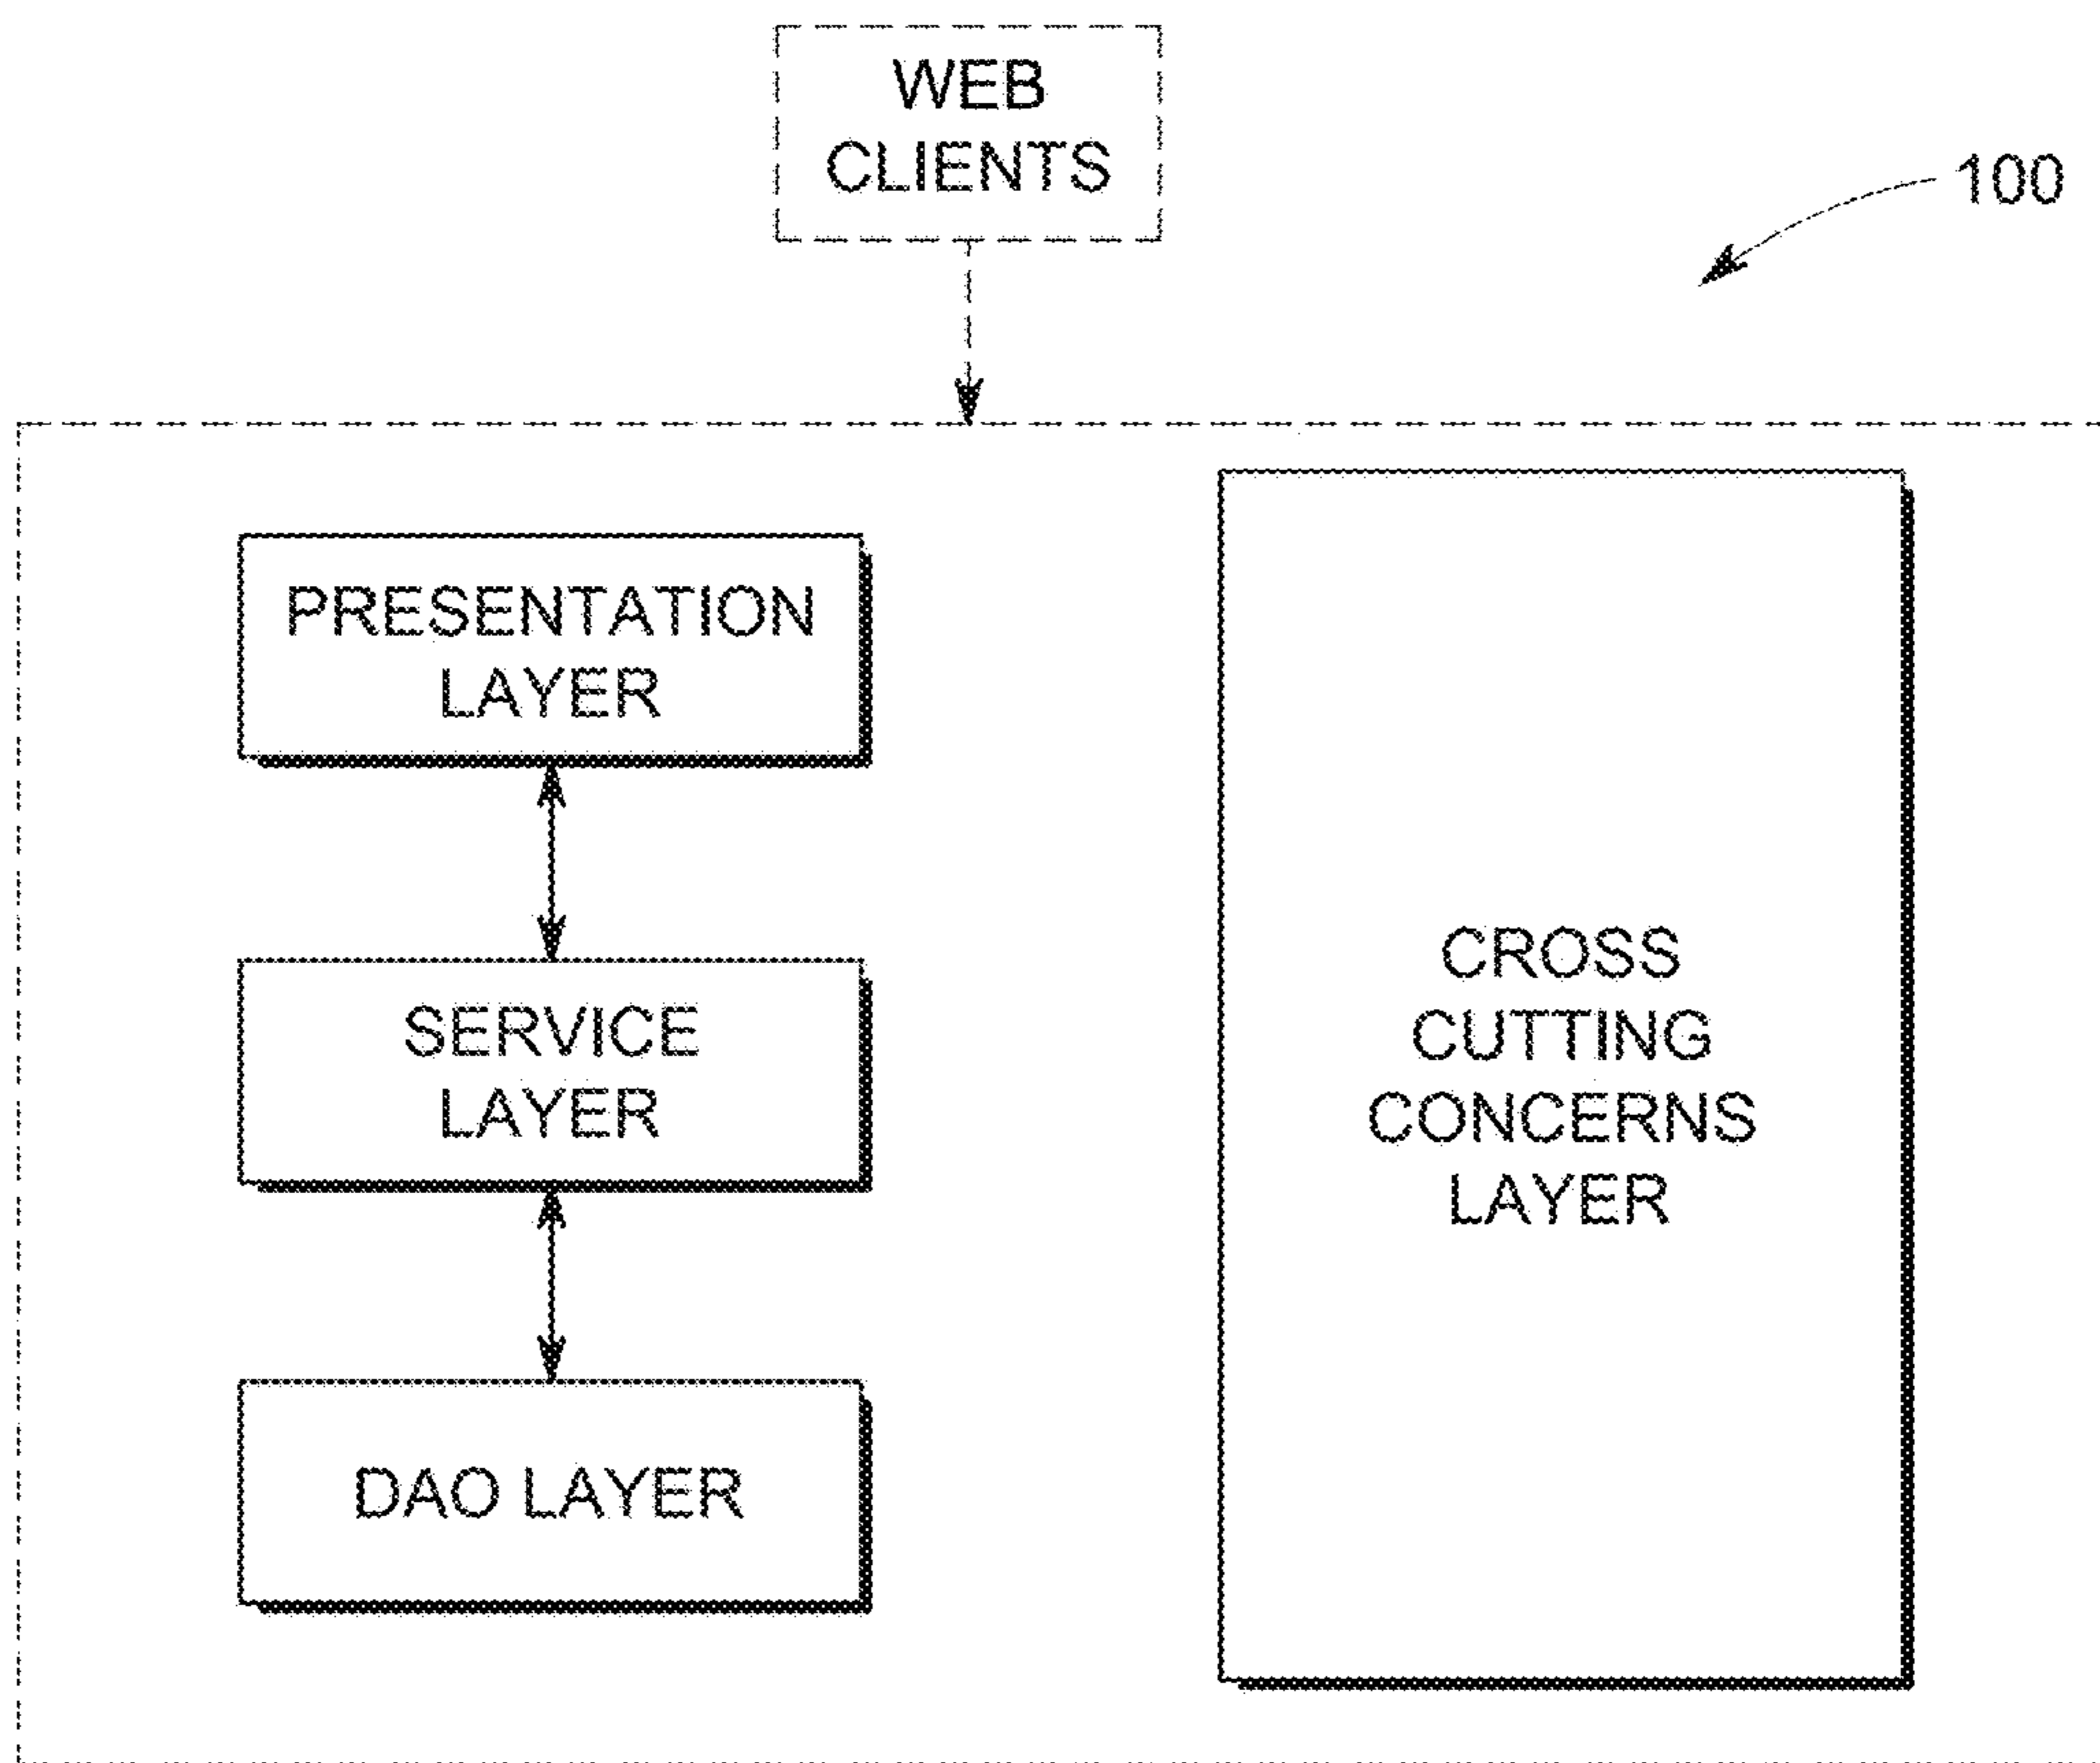 WEB
CLIENTS
100
PRESENTATION
LAYER
SERVICE
LAYER
DAO LAYER
CROSS
CUTTING
CONCERNS
LAYER